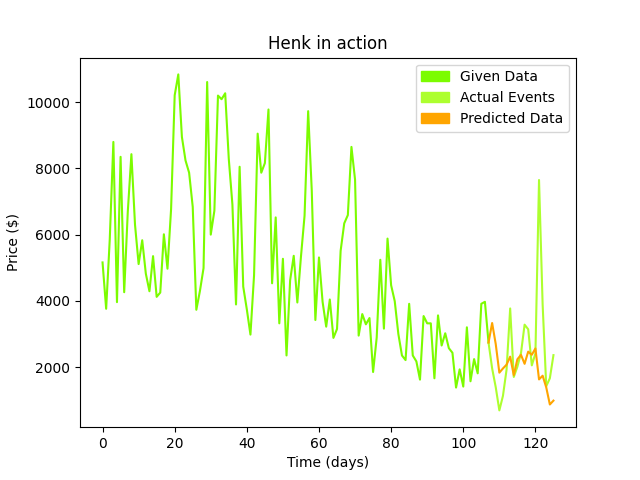 Henk in action
Given Data
Actual Events
Predicted Data
Price ($)
10000
8000
6000
4000
2000
0 20 40 60 80 100 120
Time (days)